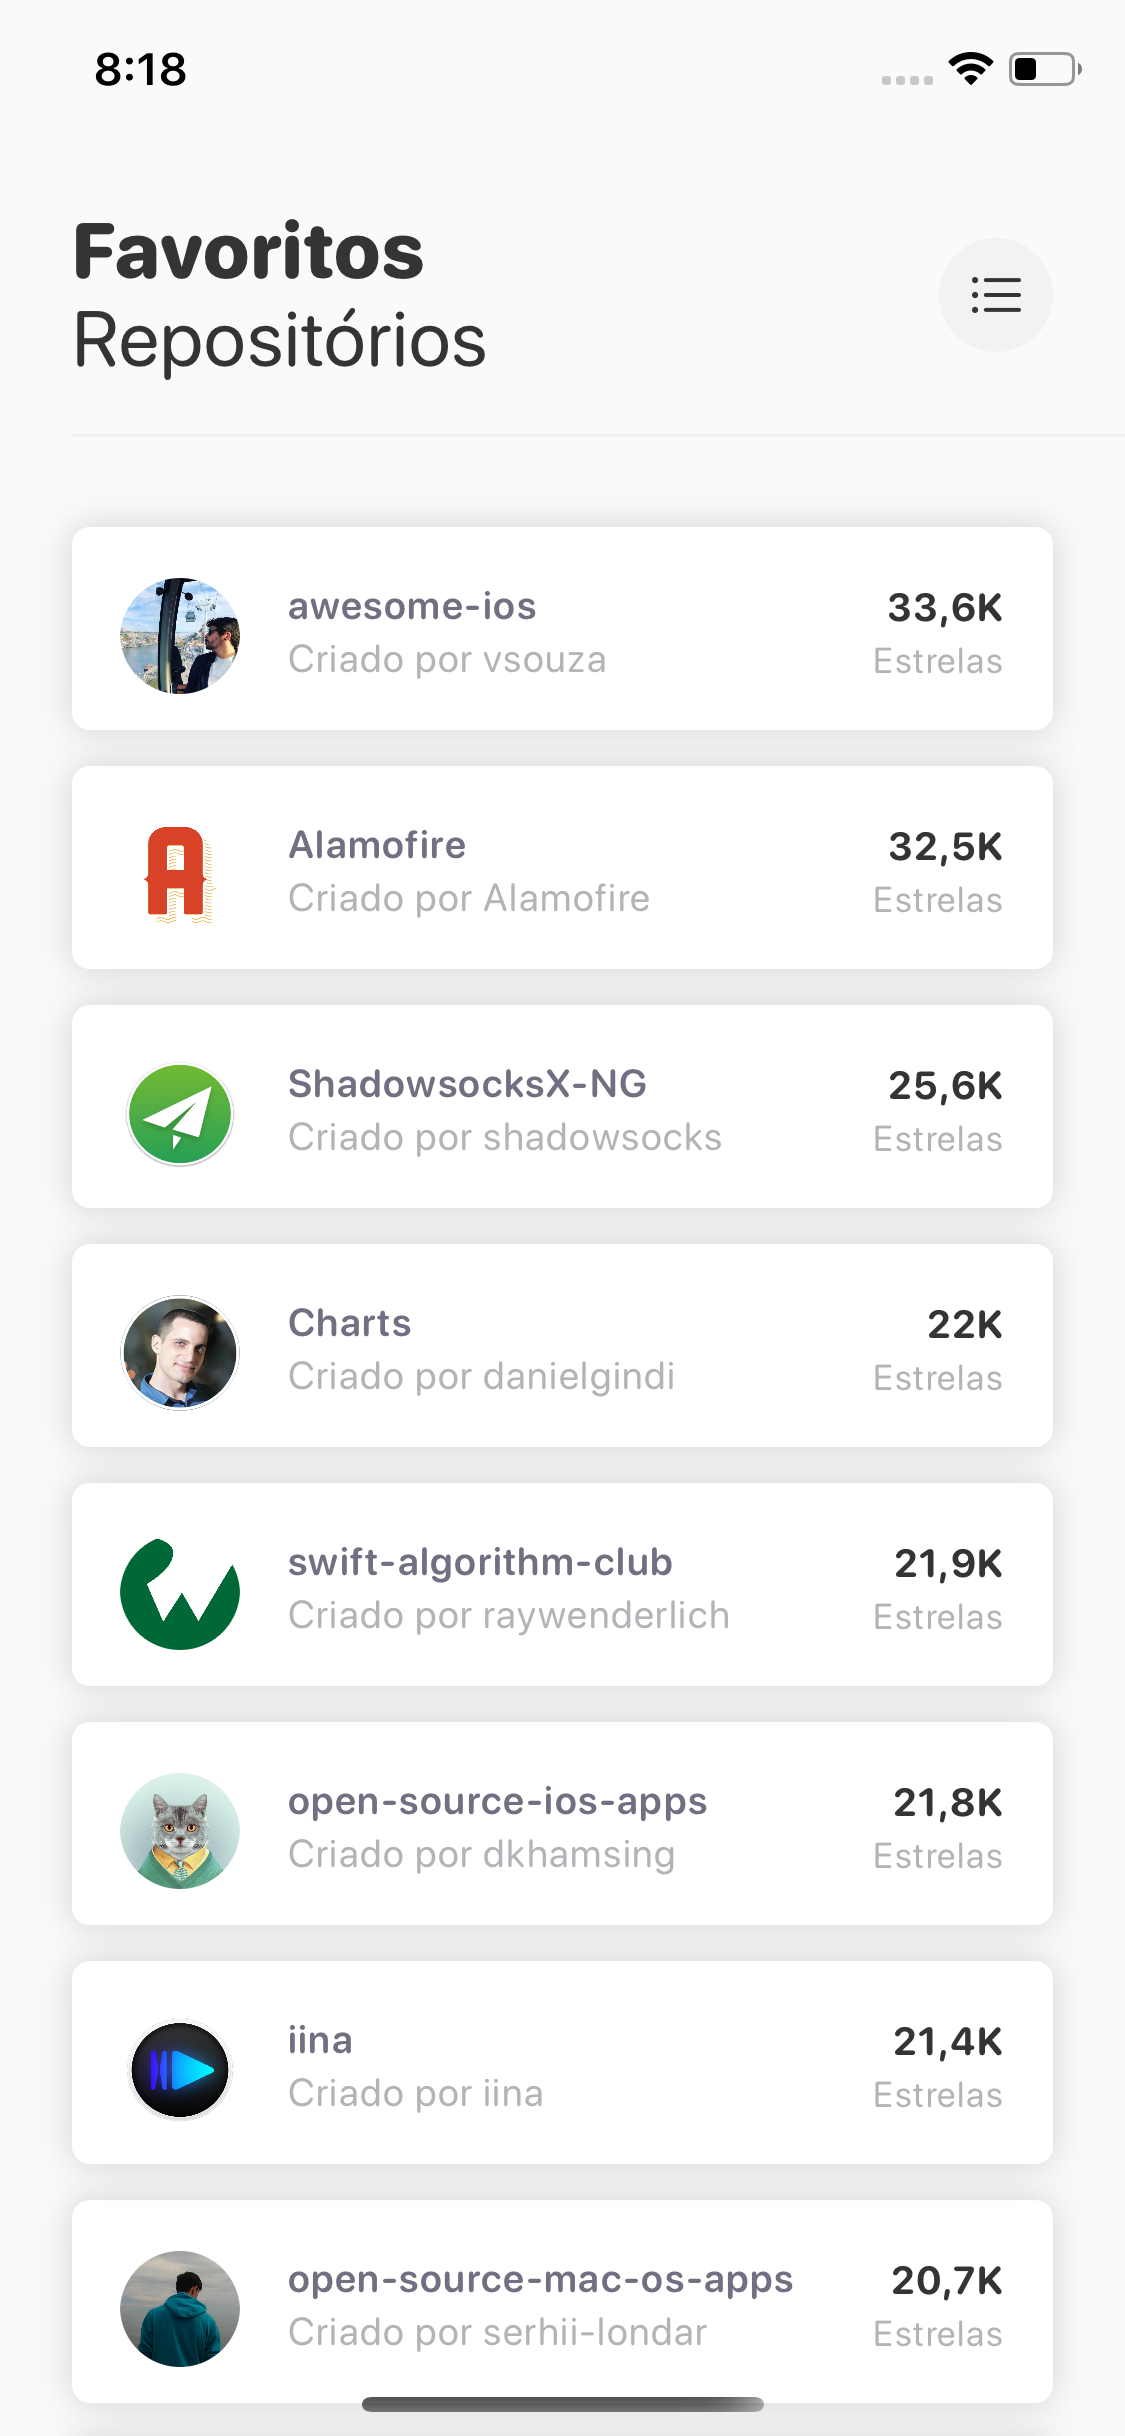 8:18
Favoritos
Repositórios
awesome-ios
33,6K
Criado por vsouza
Estrelas
Alamofire
32,5K
Criado por Alamofire
Estrelas
ShadowsocksX-NG
25,6K
Criado por shadowsocks
Estrelas
Charts
22K
Criado por danielgindi
Estrelas
swift-algorithm-club
21,9K
Criado por raywenderlich
Estrelas
open-source-ios-apps
21,8K
Criado por dkhamsing
Estrelas
iina
21,4K
Criado por iina
Estrelas
open-source-mac-os-apps
20,7K
Criado por serhii-londar
Estrelas